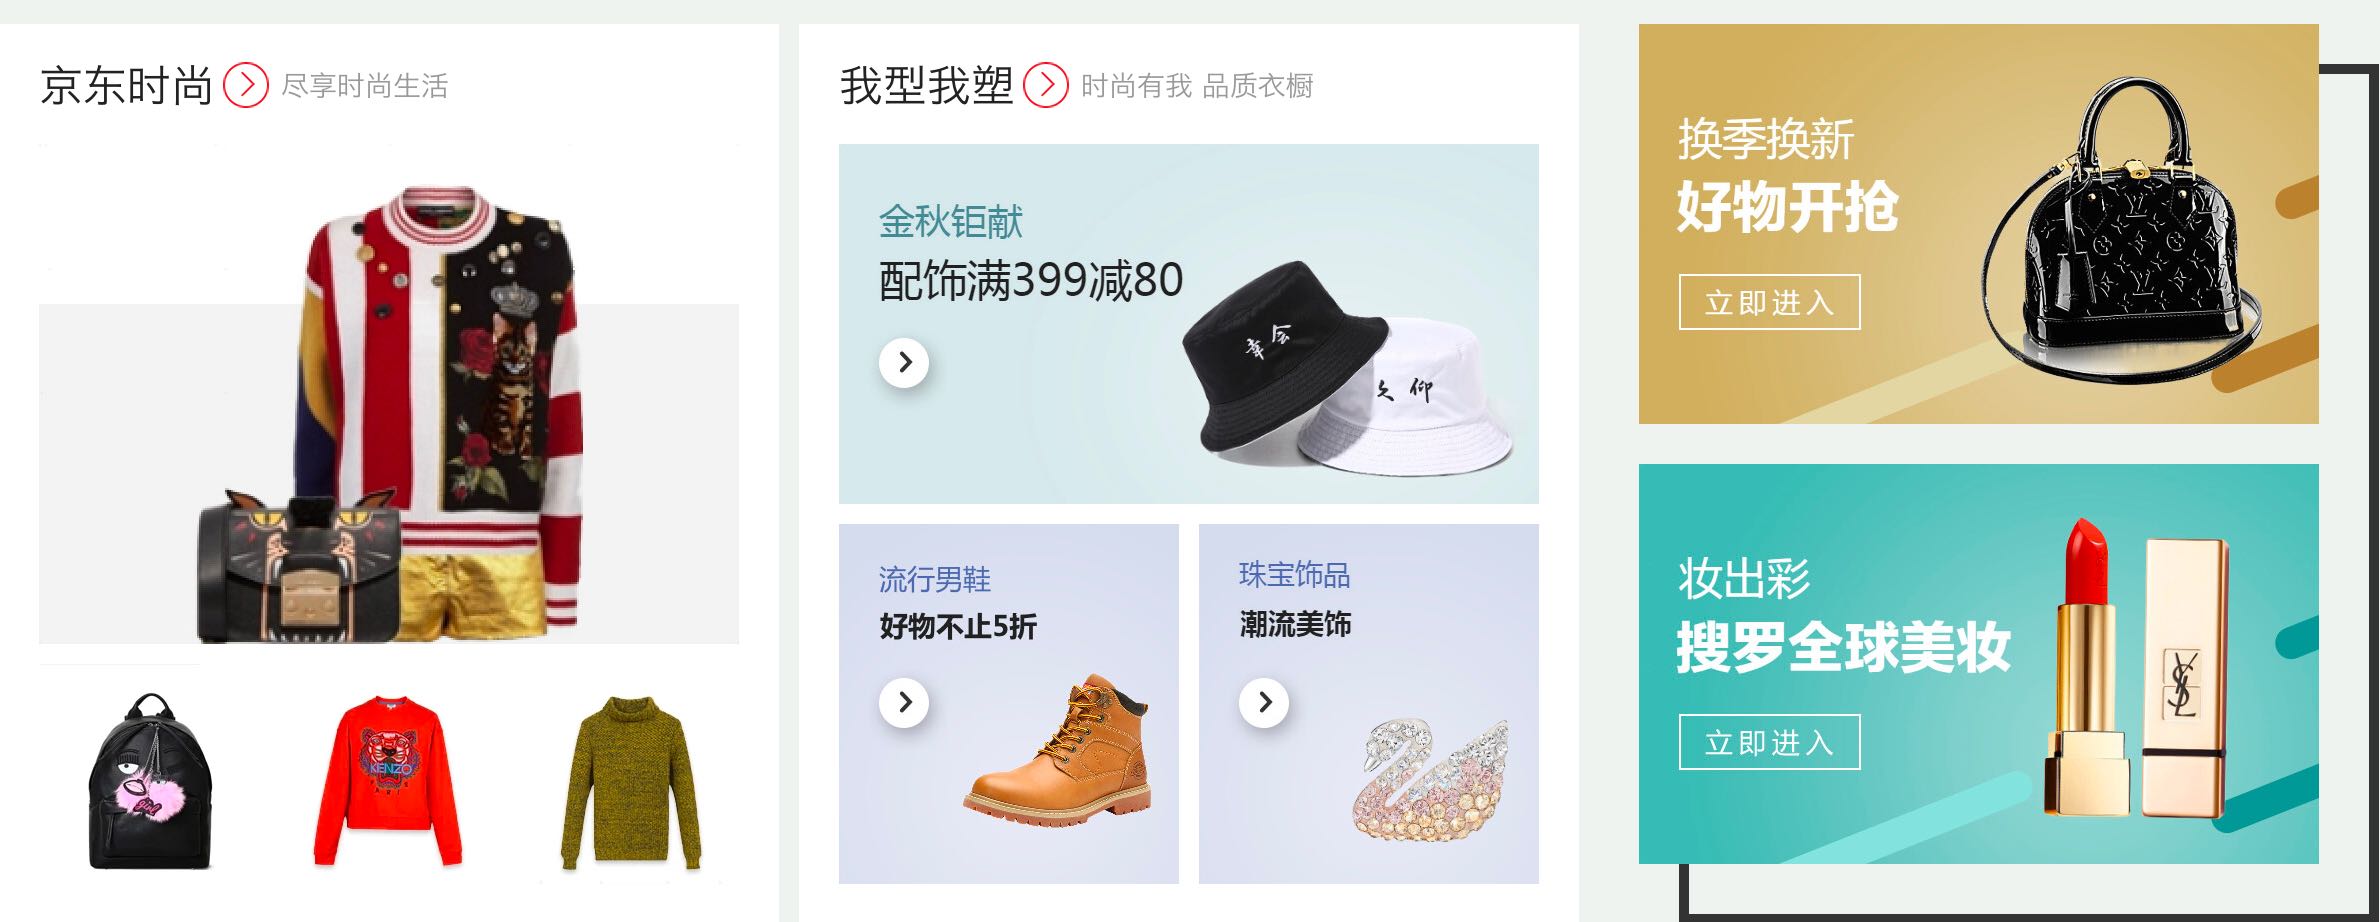 京东时尚
尽享时尚生活
girl
KENZO
我型我塑
时尚有我 品质衣橱
金秋钜献
配饰满399减80
幸会
久仰
流行男鞋
好物不止5折
珠宝饰品
潮流美饰
换季换新
好物开抢
立即进入
妆出彩
搜罗全球美妆
立即进入
YSL